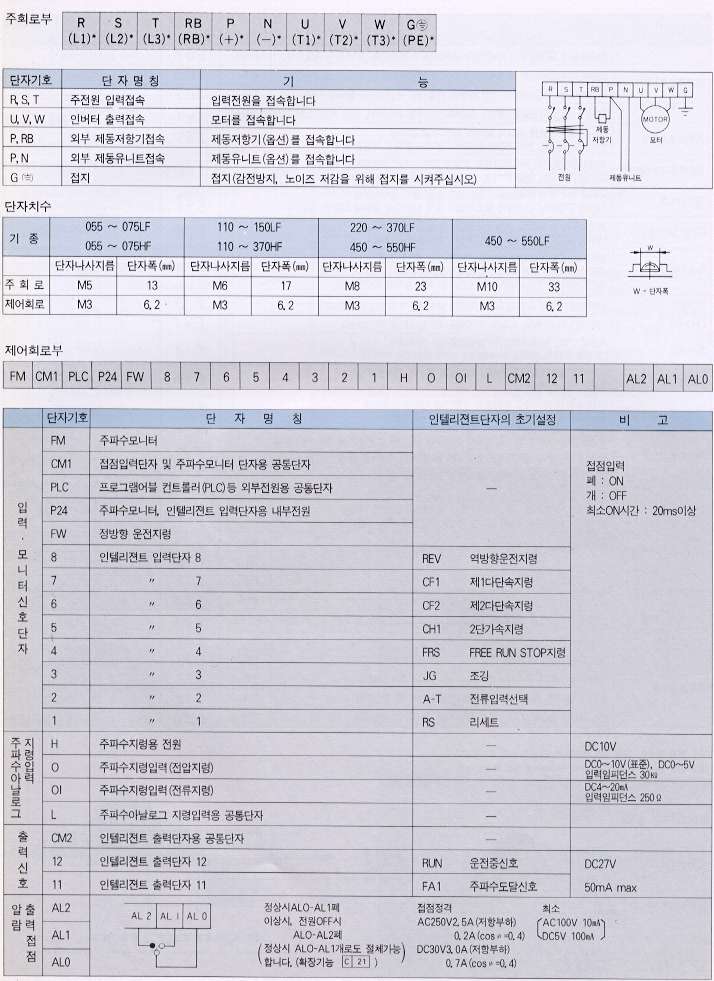 주회로부
R S T RB P N U V W G
(L1)* (L2)* (L3)* (RB)* (+)* (−)* (T1)* (T2)* (T3)* (PE)*
단자기호 단 자 명 칭 기 능
R, S, T 주전원 입력접속 입력전원을 접속합니다
U, V, W 인버터 출력접속 모터를 접속합니다
P, RB 외부 제동저항기접속 제동저항기(옵션)를 접속합니다
P, N 외부 제동유니트접속 제동유니트(옵션)를 접속합니다
G 접지 접지(감전방지, 노이즈 저감을 위해 접지를 시켜주십시오)
R S T RB P N U V W G
제동
저항기
MOTOR
모터
전원 제동유니트
단자치수
기 종 055 ~ 075LF 110 ~ 150LF 220 ~ 370LF 450 ~ 550LF
055 ~ 075HF 110 ~ 370HF 450 ~ 550HF
단자나사지름 단자폭(㎜) 단자나사지름 단자폭(㎜) 단자나사지름 단자폭(㎜) 단자나사지름 단자폭(㎜)
주 회 로 M5 13 M6 17 M8 23 M10 33
제어회로 M3 6.2 M3 6.2 M3 6.2 M3 6.2
W
W - 단자폭
제어회로부
FM CM1 PLC P24 FW 8 7 6 5 4 3 2 1 H O OI L CM2 12 11 AL2 AL1 AL0
단자기호 단 자 명 칭 인텔리젼트단자의 초기설정 비 고
입력·모니터신호단자
FM 주파수모니터
CM1 접점입력단자 및 주파수모니터 단자용 공통단자
PLC 프로그램어블 컨트롤러(PLC)등 외부전원용 공통단자 —
P24 주파수모니터, 인텔리젼트 입력단자용 내부전원
FW 정방향 운전지령
접점입력
폐 : ON
개 : OFF
최소ON시간 : 20ms이상
8 인텔리젼트 입력단자 8 REV 역방향운전지령
7 〃 7 CF1 제1다단속지령
6 〃 6 CF2 제2다단속지령
5 〃 5 CH1 2단가속지령
4 〃 4 FRS FREE RUN STOP지령
3 〃 3 JG 조깅
2 〃 2 A-T 전류입력선택
1 〃 1 RS 리세트
주파수아날로그 지령입력
H 주파수지령용 전원 — DC10V
O 주파수지령입력(전압지령) — DC0~10V(표준), DC0~5V
입력임피던스 30㏀
OI 주파수지령입력(전류지령) — DC4~20㎃
입력임피던스 250Ω
L 주파수아날로그 지령입력용 공통단자 —
출력신호
CM2 인텔리젼트 출력단자용 공통단자 —
12 인텔리젼트 출력단자 12 RUN 운전중신호 DC27V
11 인텔리젼트 출력단자 11 FA1 주파수도달신호 50mA max
알람 출력접점
AL2
AL1
AL0
AL 2 AL 1 AL 0
정상시AL0-AL1폐
이상시, 전원OFF시
AL0-AL2폐
(정상시 AL0-AL1개로도 절체가능
합니다. (확장기능 C 21 )
접점정격
AC250V2.5A(저항부하)
0.2A(cosø=0.4)
DC30V3.0A(저항부하)
0.7A(cosø=0.4)
최소
(AC100V 10㎃)
DC5V 100㎃